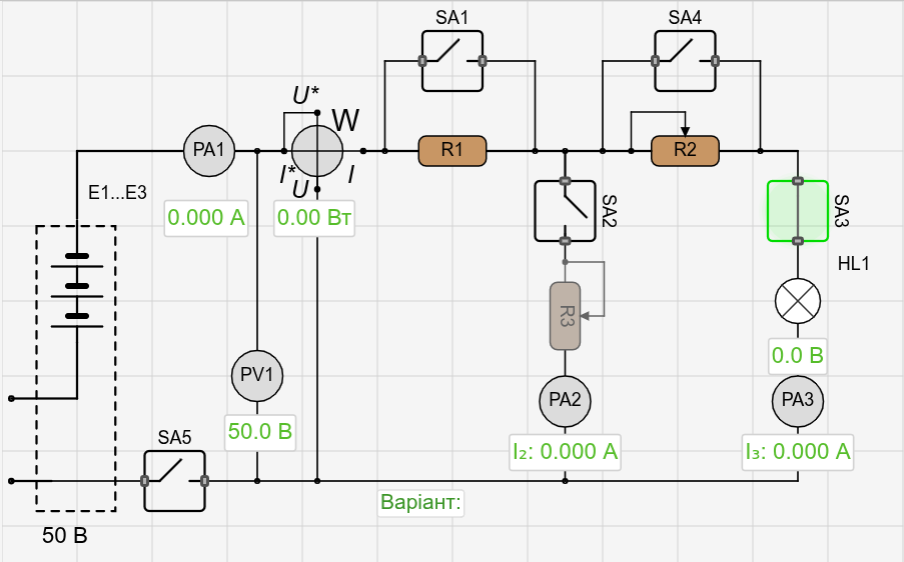 SA1
SA4
U*
W
PA1
R1
R2
I*
I
U
E1...E3
0.000 A
0.00 Вт
SA2
SA3
HL1
R3
0.0 В
PV1
PA2
PA3
50.0 В
SA5
I₂: 0.000 A
I₃: 0.000 A
Варіант:
50 В